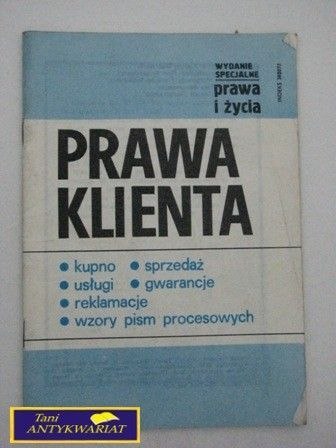 WYDANIE
SPECJALNE
prawa
i życia
PRAWA
KLIENTA
• kupno • sprzedaż
• usługi • gwarancje
• reklamacje
• wzory pism procesowych
Tani
ANTYKWARIAT